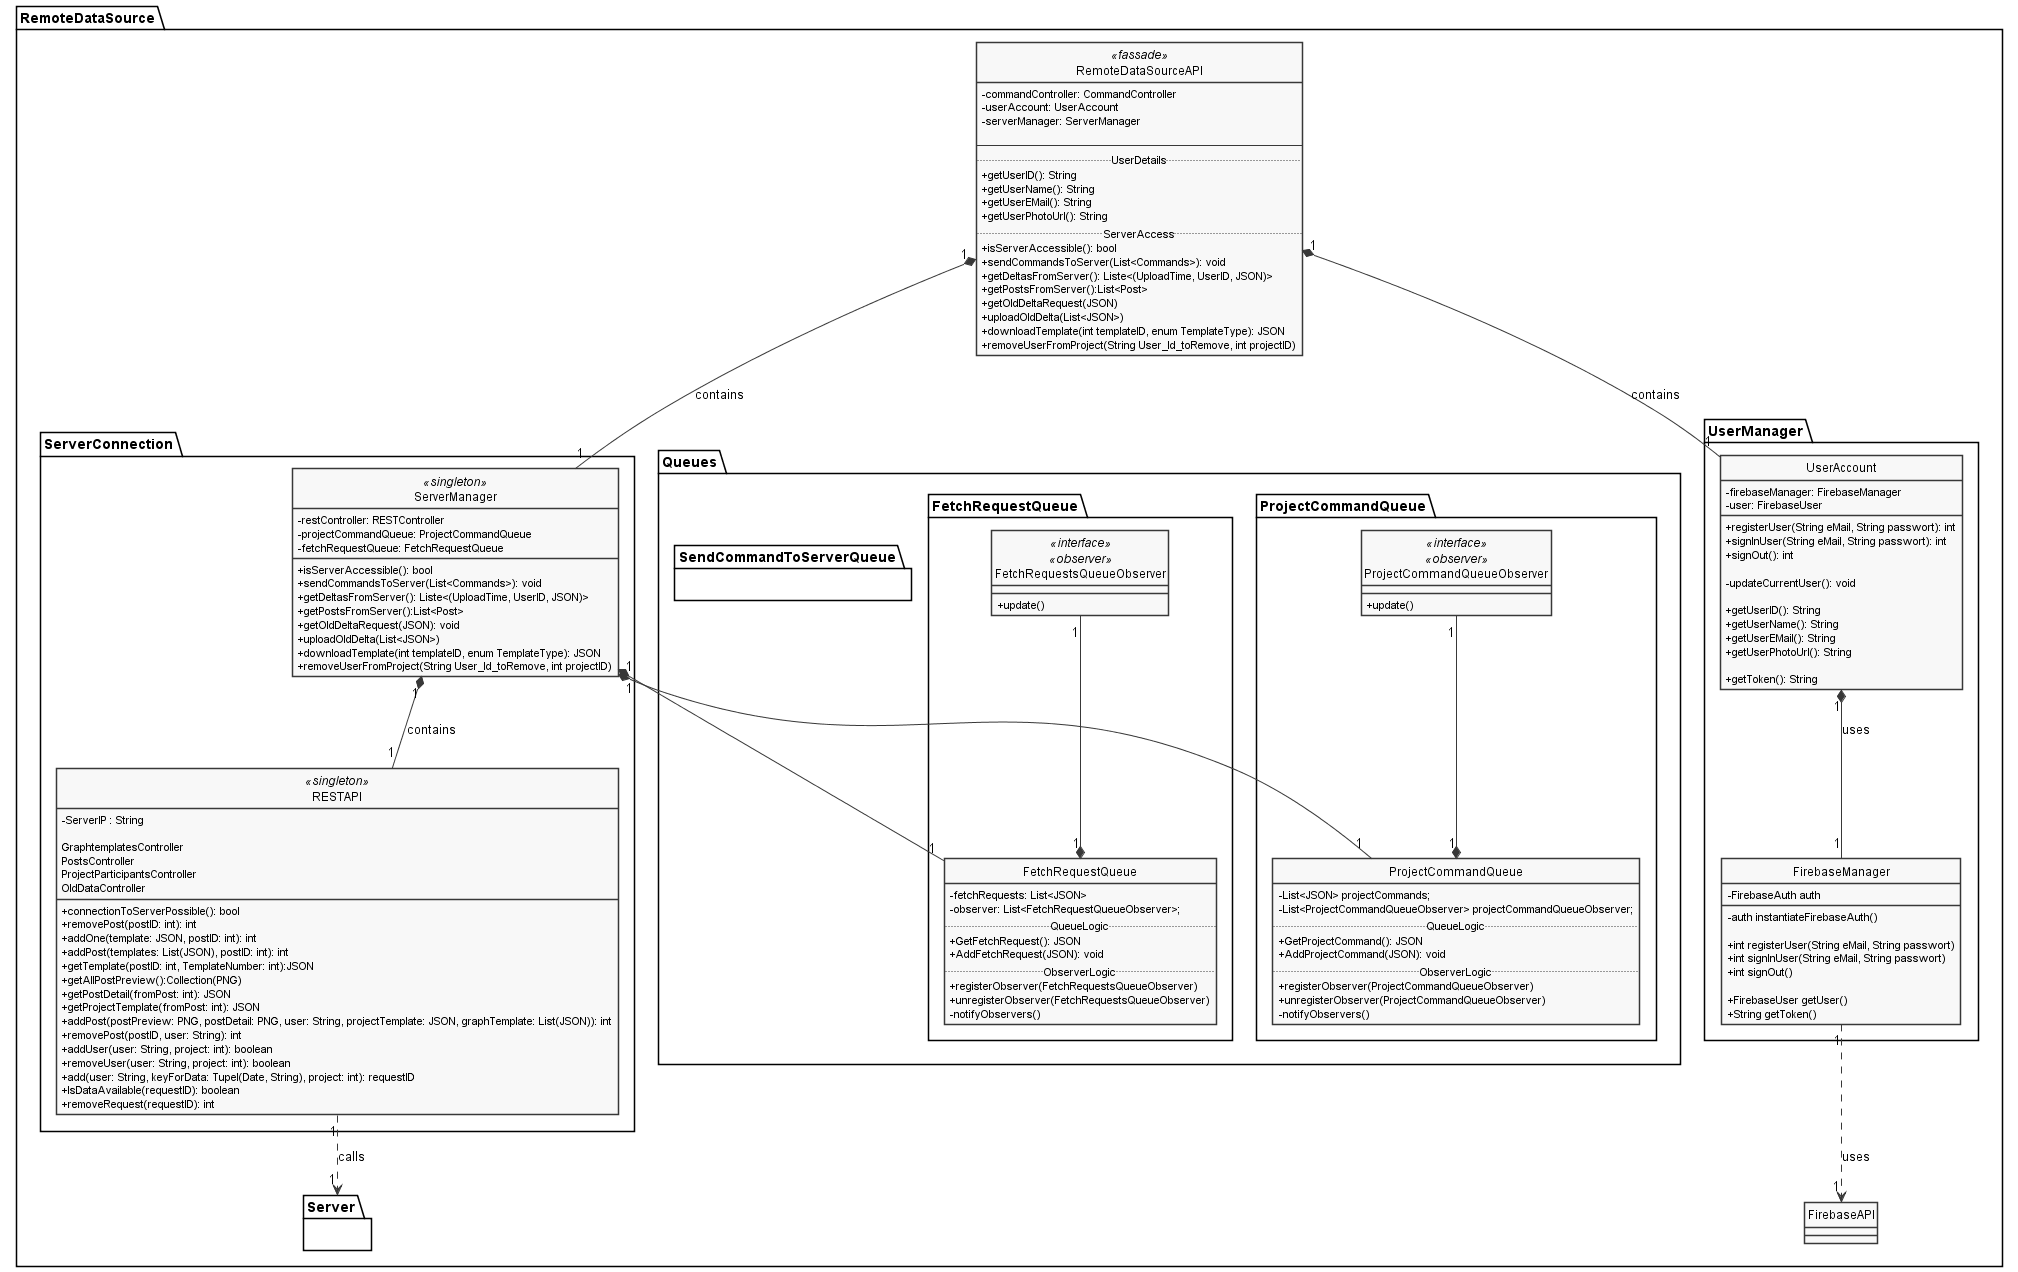 RemoteDataSource
«fassade»
RemoteDataSourceAPI
-commandController: CommandController
-userAccount: UserAccount
-serverManager: ServerManager
UserDetails
+getUserID(): String
+getUserName(): String
+getUserEMail(): String
+getUserPhotoUrl(): String
ServerAccess
+isServerAccessible(): bool
+sendCommandsToServer(List<Commands>): void
+getDeltasFromServer(): Liste<(UploadTime, UserID, JSON)>
+getPostsFromServer():List<Post>
+getOldDeltaRequest(JSON)
+uploadOldDelta(List<JSON>)
+downloadTemplate(int templateID, enum TemplateType): JSON
+removeUserFromProject(String User_Id_toRemove, int projectID)
1
1
contains
contains
1
1
ServerConnection
«singleton»
ServerManager
-restController: RESTController
-projectCommandQueue: ProjectCommandQueue
-fetchRequestQueue: FetchRequestQueue
+isServerAccessible(): bool
+sendCommandsToServer(List<Commands>): void
+getDeltasFromServer(): Liste<(UploadTime, UserID, JSON)>
+getPostsFromServer():List<Post>
+getOldDeltaRequest(JSON): void
+uploadOldDelta(List<JSON>)
+downloadTemplate(int templateID, enum TemplateType): JSON
+removeUserFromProject(String User_Id_toRemove, int projectID)
1
1
1
contains
1
«singleton»
RESTAPI
-ServerIP : String
GraphtemplatesController
PostsController
ProjectParticipantsController
OldDataController
+connectionToServerPossible(): bool
+removePost(postID: int): int
+addOne(template: JSON, postID: int): int
+addPost(templates: List(JSON), postID: int): int
+getTemplate(postID: int, TemplateNumber: int):JSON
+getAllPostPreview():Collection(PNG)
+getPostDetail(fromPost: int): JSON
+getProjectTemplate(fromPost: int): JSON
+addPost(postPreview: PNG, postDetail: PNG, user: String, projectTemplate: JSON, graphTemplate: List(JSON)): int
+removePost(postID, user: String): int
+addUser(user: String, project: int): boolean
+removeUser(user: String, project: int): boolean
+add(user: String, keyForData: Tupel(Date, String), project: int): requestID
+IsDataAvailable(requestID): boolean
+removeRequest(requestID): int
1
calls
1
Server
Queues
SendCommandToServerQueue
FetchRequestQueue
«interface»
«observer»
FetchRequestsQueueObserver
+update()
1
1
1
FetchRequestQueue
-fetchRequests: List<JSON>
-observer: List<FetchRequestQueueObserver>;
QueueLogic
+GetFetchRequest(): JSON
+AddFetchRequest(JSON): void
ObserverLogic
+registerObserver(FetchRequestsQueueObserver)
+unregisterObserver(FetchRequestsQueueObserver)
-notifyObservers()
ProjectCommandQueue
«interface»
«observer»
ProjectCommandQueueObserver
+update()
1
1
1
ProjectCommandQueue
-List<JSON> projectCommands;
-List<ProjectCommandQueueObserver> projectCommandQueueObserver;
QueueLogic
+GetProjectCommand(): JSON
+AddProjectCommand(JSON): void
ObserverLogic
+registerObserver(ProjectCommandQueueObserver)
+unregisterObserver(ProjectCommandQueueObserver)
-notifyObservers()
UserManager
UserAccount
-firebaseManager: FirebaseManager
-user: FirebaseUser
+registerUser(String eMail, String passwort): int
+signInUser(String eMail, String passwort): int
+signOut(): int
-updateCurrentUser(): void
+getUserID(): String
+getUserName(): String
+getUserEMail(): String
+getUserPhotoUrl(): String
+getToken(): String
1
uses
1
FirebaseManager
-FirebaseAuth auth
-auth instantiateFirebaseAuth()
+int registerUser(String eMail, String passwort)
+int signInUser(String eMail, String passwort)
+int signOut()
+FirebaseUser getUser()
+String getToken()
1
uses
1
FirebaseAPI